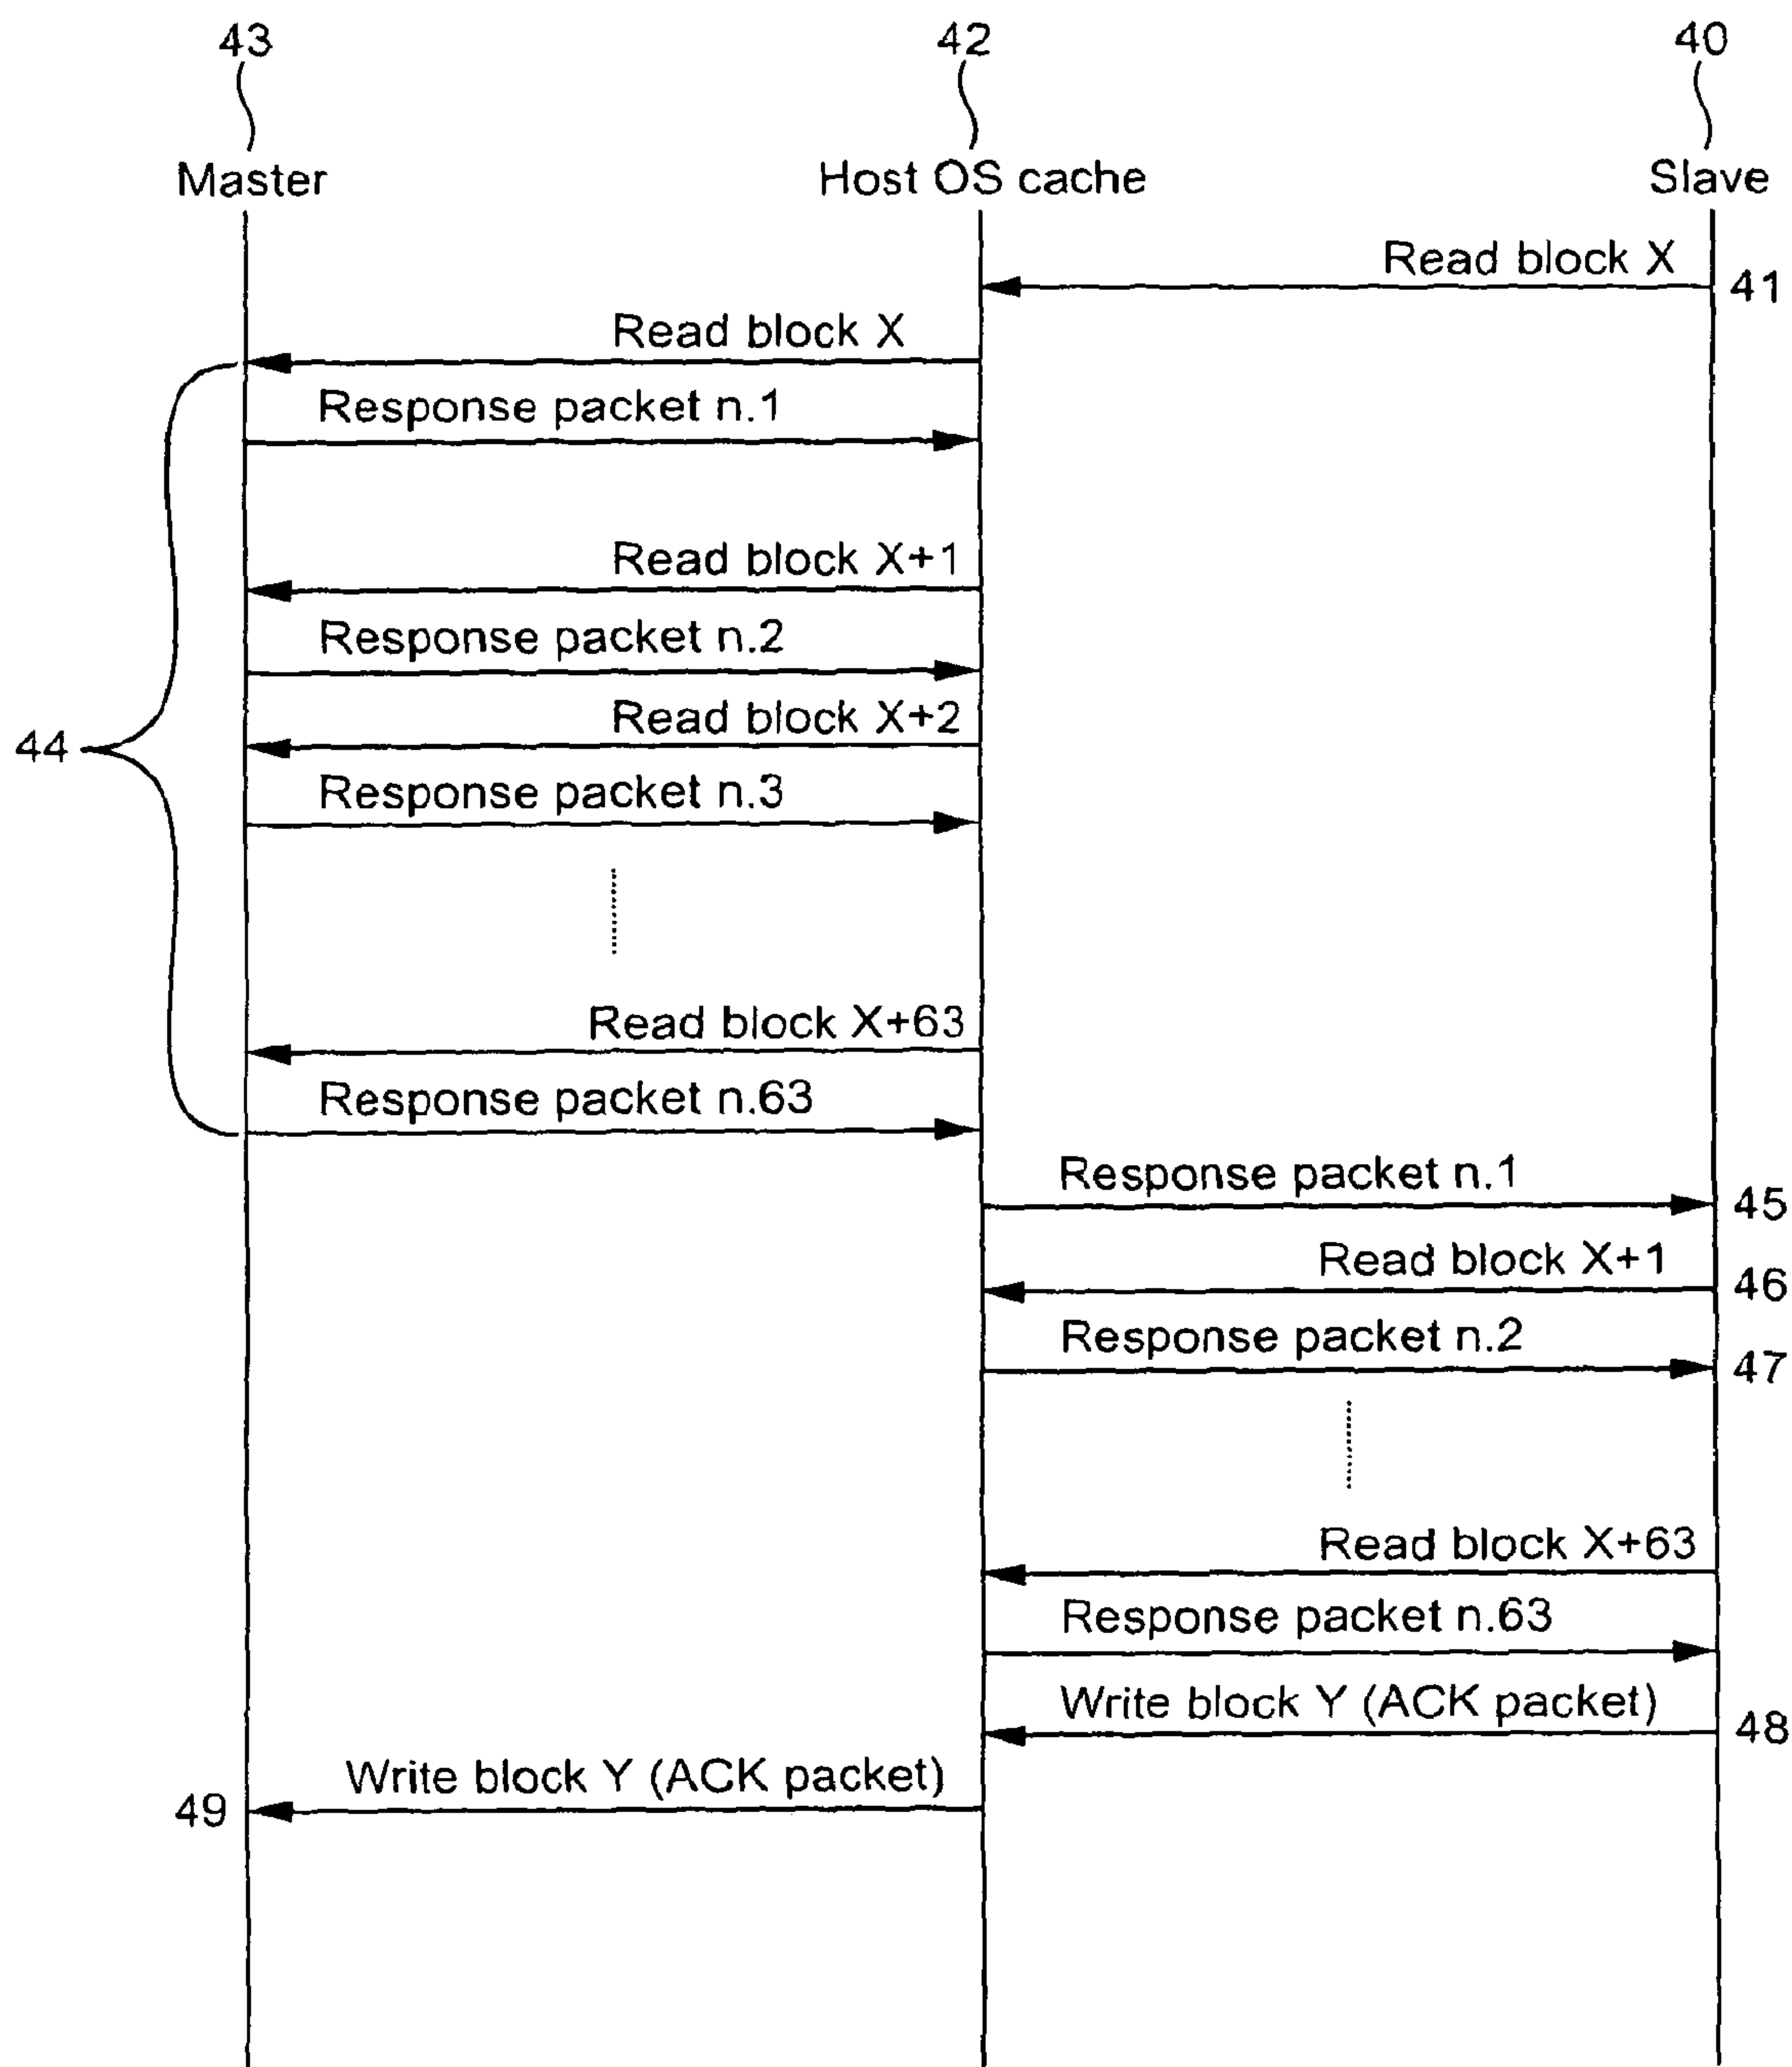 43 42 40
Master Host OS cache Slave
Read block X
41
Read block X
Response packet n.1
Read block X+1
Response packet n.2
Read block X+2
44
Response packet n.3
Read block X+63
Response packet n.63
Response packet n.1
45
Read block X+1
46
Response packet n.2
47
Read block X+63
Response packet n.63
Write block Y (ACK packet)
48
Write block Y (ACK packet)
49